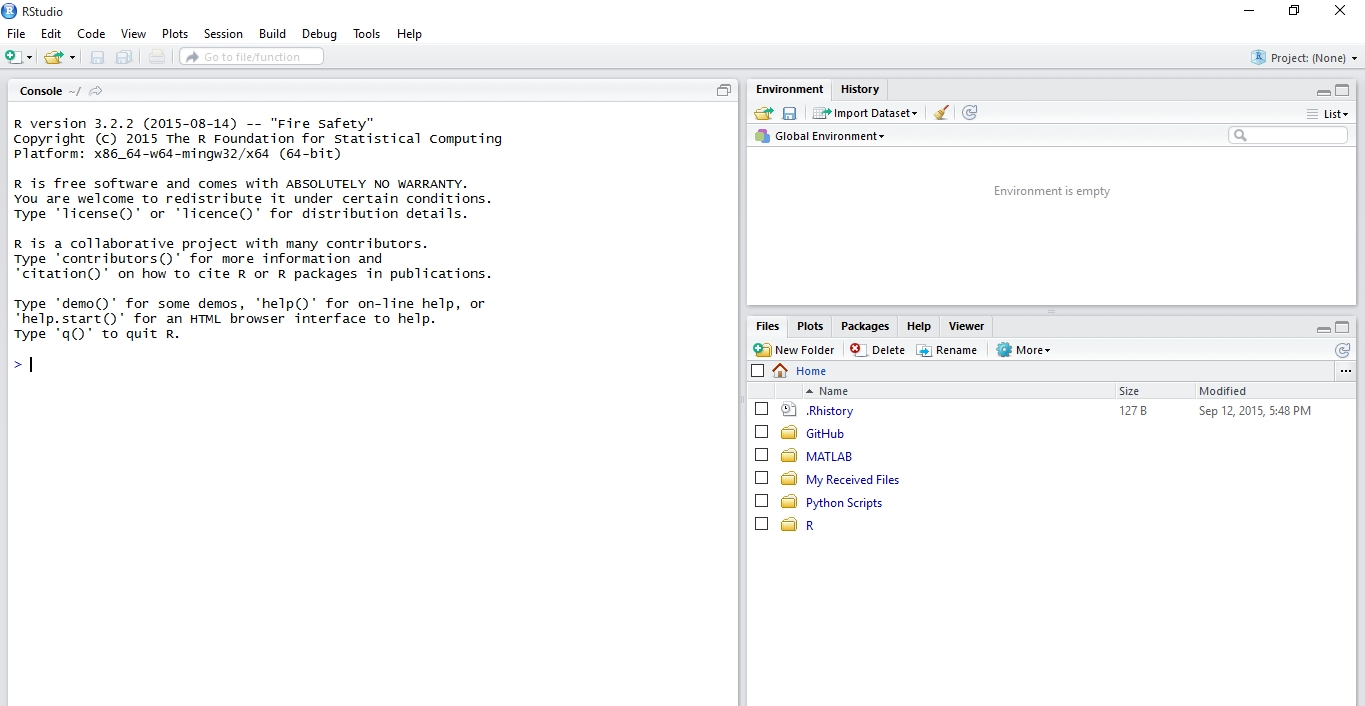 RStudio
File Edit Code View Plots Session Build Debug Tools Help
Go to file/function
Project: (None)
Console ~/
R version 3.2.2 (2015-08-14) -- "Fire Safety"
Copyright (C) 2015 The R Foundation for Statistical Computing
Platform: x86_64-w64-mingw32/x64 (64-bit)
R is free software and comes with ABSOLUTELY NO WARRANTY.
You are welcome to redistribute it under certain conditions.
Type 'license()' or 'licence()' for distribution details.
R is a collaborative project with many contributors.
Type 'contributors()' for more information and
'citation()' on how to cite R or R packages in publications.
Type 'demo()' for some demos, 'help()' for on-line help, or
'help.start()' for an HTML browser interface to help.
Type 'q()' to quit R.
>
Environment History
Import Dataset List
Global Environment
Environment is empty
Files Plots Packages Help Viewer
New Folder Delete Rename More
Home ...
Name Size Modified
.Rhistory 127 B Sep 12, 2015, 5:48 PM
GitHub
MATLAB
My Received Files
Python Scripts
R